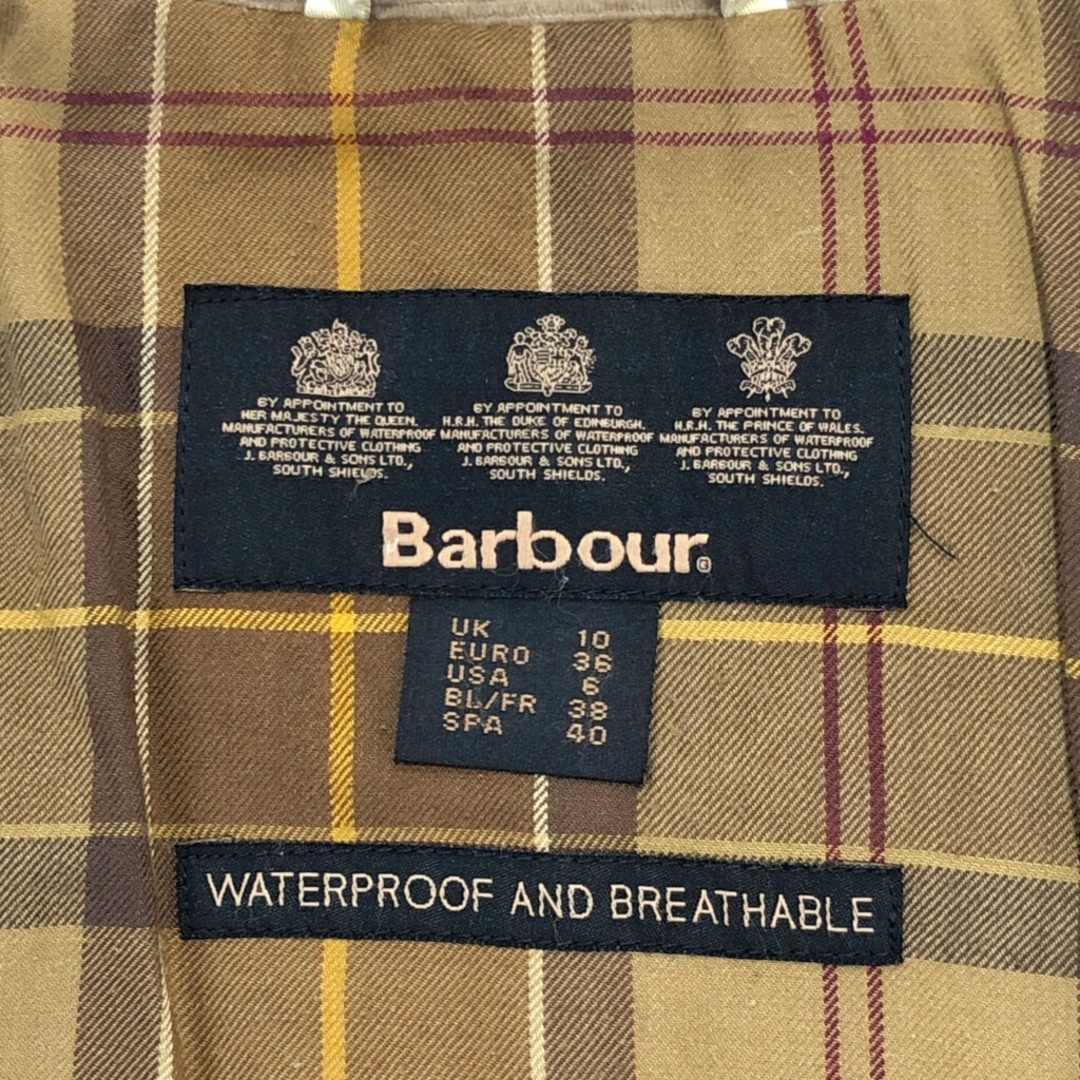 BY APPOINTMENT TO
HER MAJESTY THE QUEEN.
MANUFACTURERS OF WATERPROOF
AND PROTECTIVE CLOTHING
J. BARBOUR & SONS LTD.,
SOUTH SHIELDS.
BY APPOINTMENT TO
H.R.H. THE DUKE OF EDINBURGH.
MANUFACTURERS OF WATERPROOF
AND PROTECTIVE CLOTHING
J. BARBOUR & SONS LTD.,
SOUTH SHIELDS.
BY APPOINTMENT TO
H.R.H. THE PRINCE OF WALES.
MANUFACTURERS OF WATERPROOF
AND PROTECTIVE CLOTHING
J. BARBOUR & SONS LTD.,
SOUTH SHIELDS.
Barbour®
UK 10
EURO 36
USA 6
BL/FR 38
SPA 40
WATERPROOF AND BREATHABLE